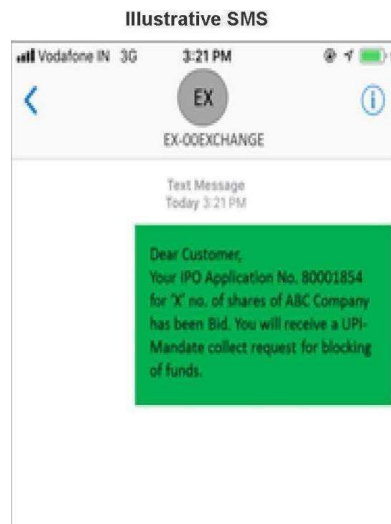 Illustrative SMS
Vodafone IN 3G 3:21 PM
EX
EX-OOEXCHANGE
Text Message
Today 3:21 PM
Dear Customer,
Your IPO Application No. 80001854
for 'X' no. of shares of ABC Company
has been Bid. You will receive a UPI-
Mandate collect request for blocking
of funds.